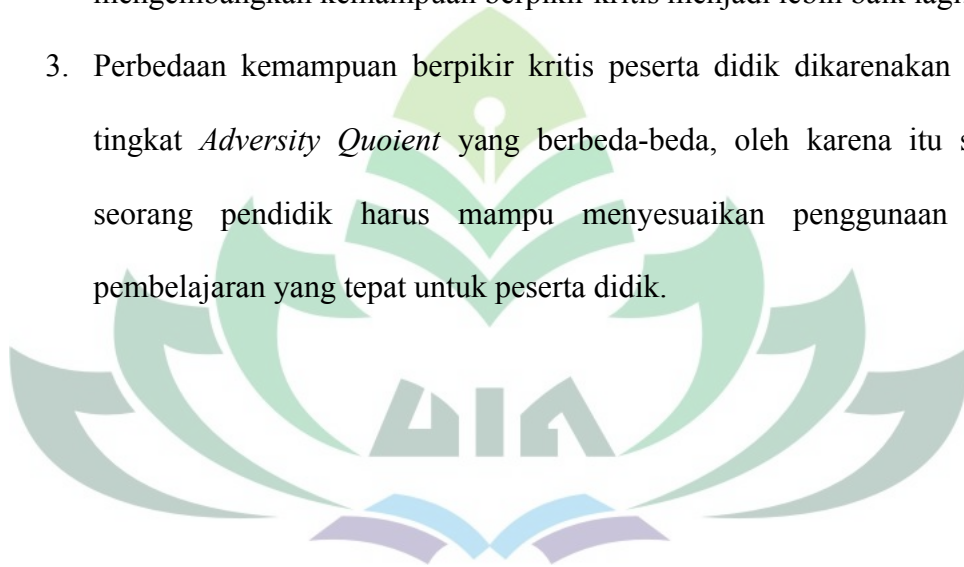 mengembangkan kemampuan berpikir kritis menjadi lebih baik lagi
3. Perbedaan kemampuan berpikir kritis peserta didik dikarenakan
tingkat Adversity Quoient yang berbeda-beda, oleh karena itu
seorang pendidik harus mampu menyesuaikan penggunaan
pembelajaran yang tepat untuk peserta didik.
UIN